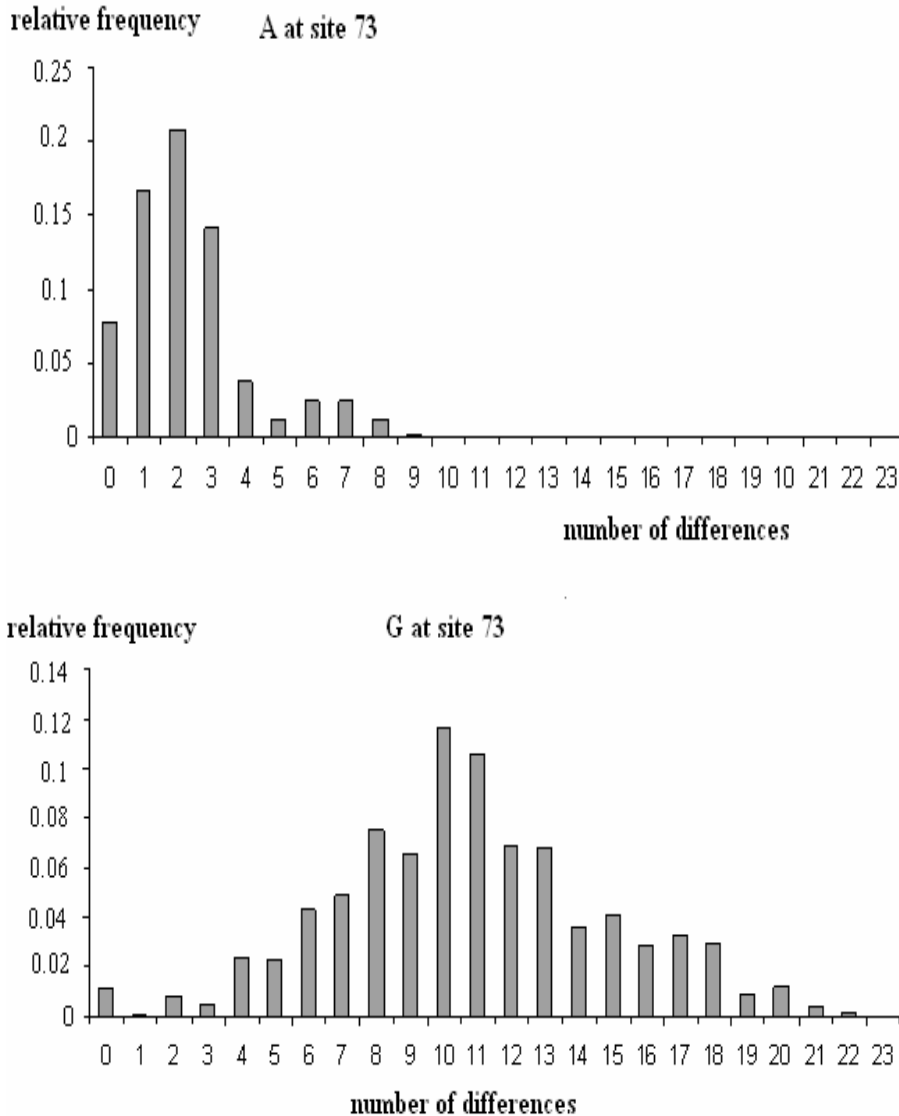 relative frequency
A at site 73
0.25
0.2
0.15
0.1
0.05
0
0 1 2 3 4 5 6 7 8 9 10 11 12 13 14 15 16 17 18 19 10 21 22 23
number of differences
relative frequency
G at site 73
0.14
0.12
0.1
0.08
0.06
0.04
0.02
0
0 1 2 3 4 5 6 7 8 9 10 11 12 13 14 15 16 17 18 19 20 21 22 23
number of differences